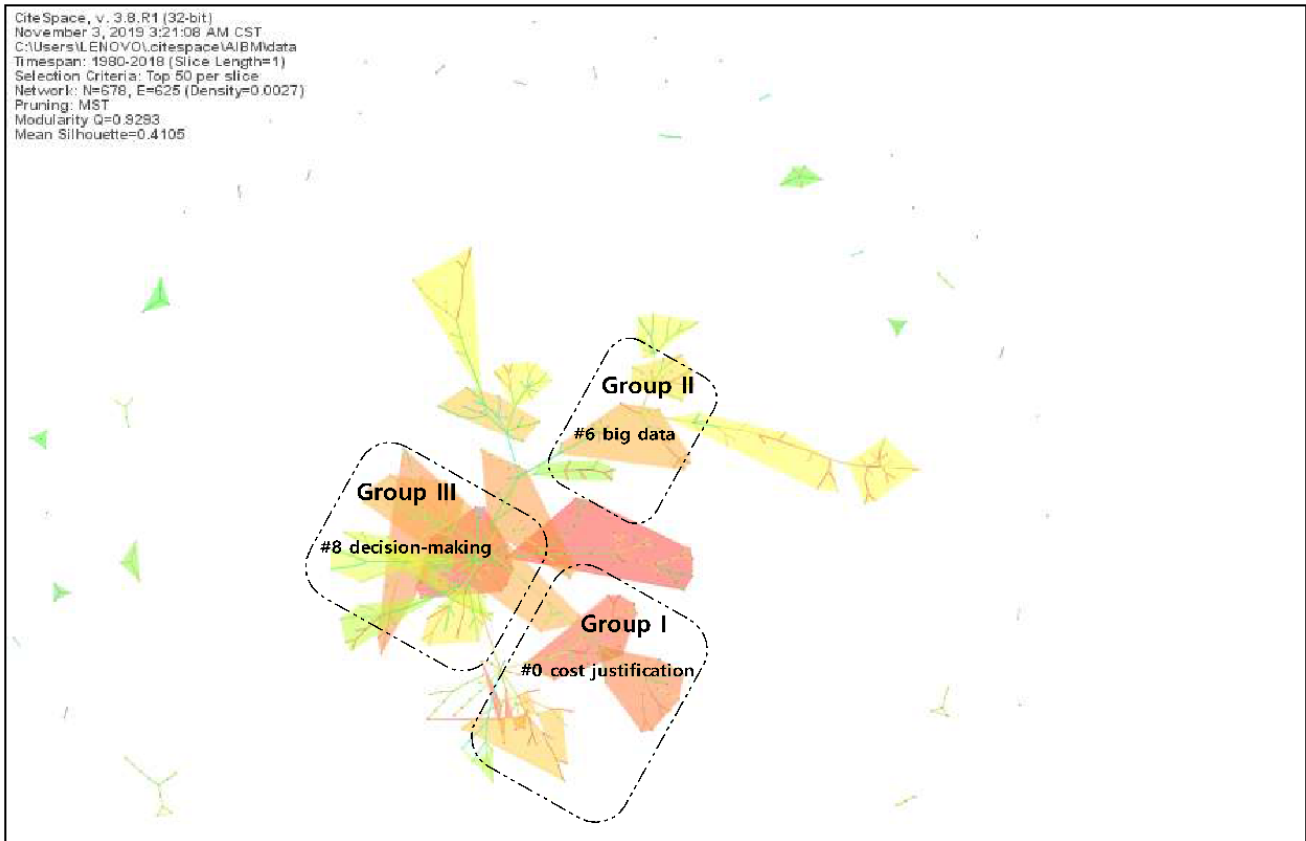 CiteSpace, v. 3.8.R1 (32-bit)
November 3, 2019 3:21:08 AM CST
C:\Users\LENOVO\.citespace\AIBM\data
Timespan: 1980-2018 (Slice Length=1)
Selection Criteria: Top 50 per slice
Network: N=678, E=625 (Density=0.0027)
Pruning: MST
Modularity Q=0.9293
Mean Silhouette=0.4105
Group II
#6 big data
Group III
#8 decision-making
Group I
#0 cost justification